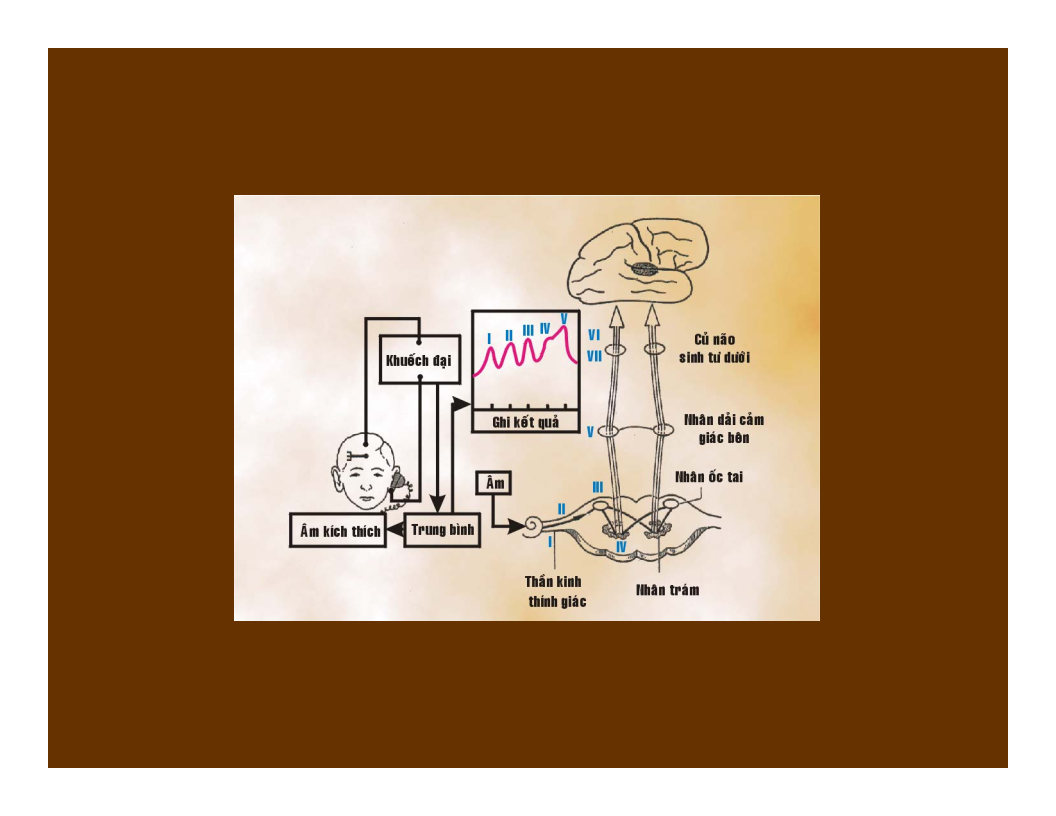 I II III IV V
Khuếch đại
Ghi kết quả
Âm
Âm kích thích
Trung bình
VI
VII
Củ não
sinh tư dưới
V
Nhân dải cảm
giác bên
Nhân ốc tai
III
II
I
IV
Thần kinh
thính giác
Nhân trám